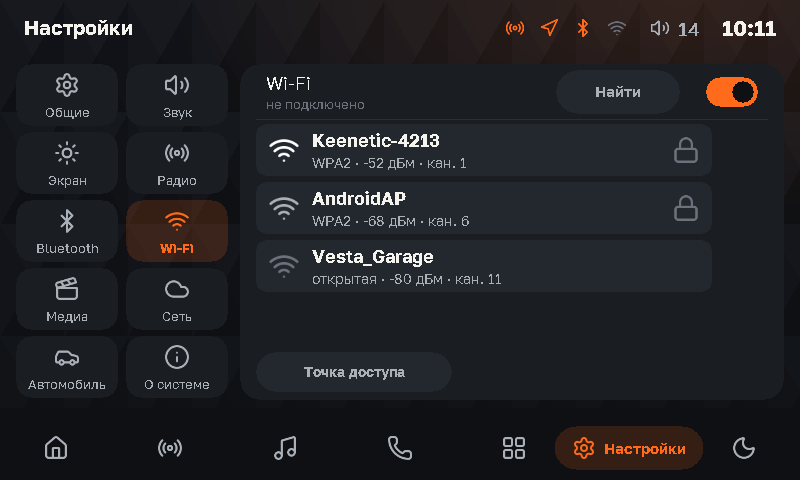 Настройки
14
10:11
Общие
Звук
Экран
Радио
Bluetooth
Wi-Fi
Медиа
Сеть
Автомобиль
О системе
Wi-Fi
не подключено
Найти
Keenetic-4213
WPA2 · -52 дБм · кан. 1
AndroidAP
WPA2 · -68 дБм · кан. 6
Vesta_Garage
открытая · -80 дБм · кан. 11
Точка доступа
Настройки